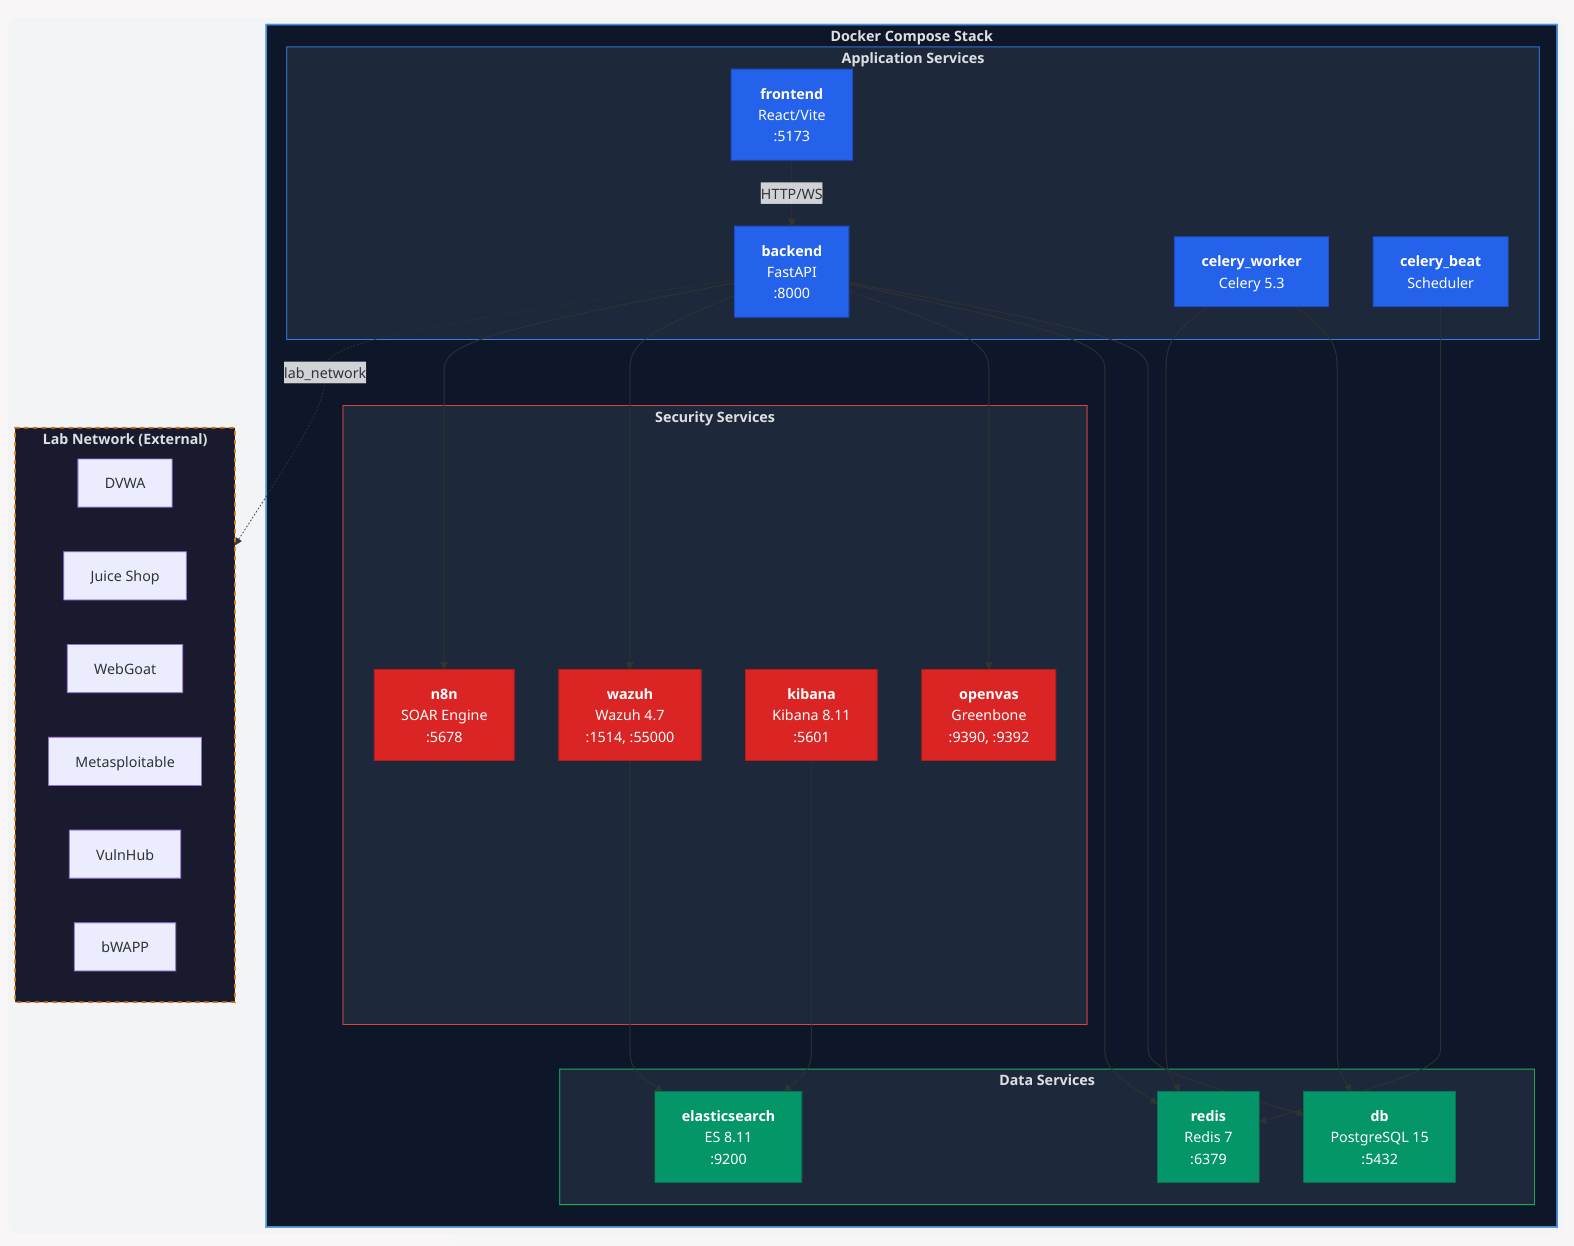 Docker Compose Stack
Application Services
frontend
React/Vite
:5173
HTTP/WS
backend
FastAPI
:8000
celery_worker
Celery 5.3
celery_beat
Scheduler
lab_network
Lab Network (External)
DVWA
Juice Shop
WebGoat
Metasploitable
VulnHub
bWAPP
Security Services
n8n
SOAR Engine
:5678
wazuh
Wazuh 4.7
:1514, :55000
kibana
Kibana 8.11
:5601
openvas
Greenbone
:9390, :9392
Data Services
elasticsearch
ES 8.11
:9200
redis
Redis 7
:6379
db
PostgreSQL 15
:5432